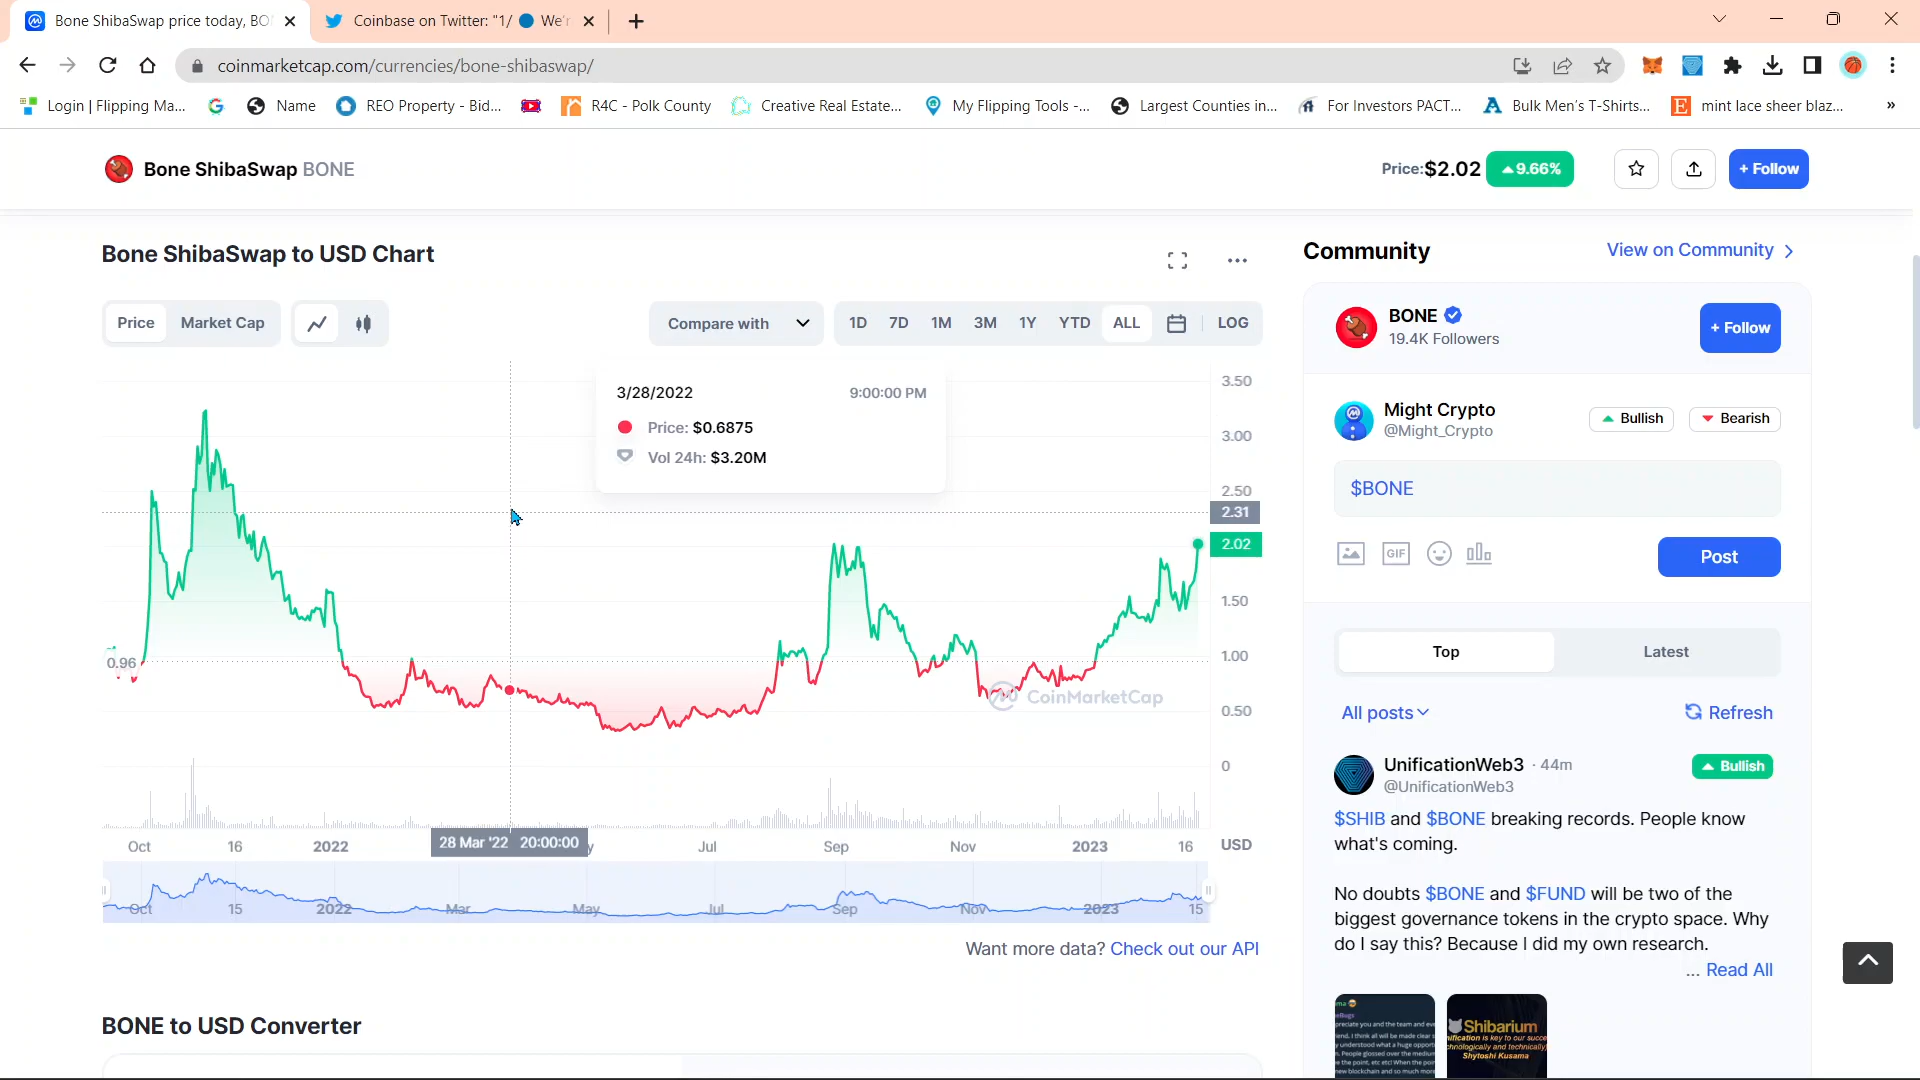 Bone ShibaSwap price today, BO
Coinbase on Twitter: "1/ 🔵 We'r
coinmarketcap.com/currencies/bone-shibaswap/
Login | Flipping Ma...
Name
REO Property - Bid...
R4C - Polk County
Creative Real Estate...
My Flipping Tools -...
Largest Counties in...
For Investors PACT...
Bulk Men's T-Shirts...
mint lace sheer blaz...
»
Bone ShibaSwap BONE
Price:$2.02
9.66%
+ Follow
Bone ShibaSwap to USD Chart
Price
Market Cap
Compare with
1D
7D
1M
3M
1Y
YTD
ALL
LOG
3/28/2022
9:00:00 PM
Price: $0.6875
Vol 24h: $3.20M
3.50
3.00
2.50
2.31
2.02
1.50
1.00
0.50
0
0.96
CoinMarketCap
Oct
16
2022
28 Mar '22 20:00:00
y
Jul
Sep
Nov
2023
16
USD
Oct
15
2022
Mar
May
Jul
Sep
Nov
2023
15
Want more data? Check out our API
BONE to USD Converter
Community
View on Community
BONE
19.4K Followers
+ Follow
Might Crypto
@Might_Crypto
Bullish
Bearish
$BONE
GIF
Post
Top
Latest
All posts
Refresh
UnificationWeb3 · 44m
@UnificationWeb3
Bullish
$SHIB and $BONE breaking records. People know
what's coming.
No doubts $BONE and $FUND will be two of the
biggest governance tokens in the crypto space. Why
do I say this? Because I did my own research.
... Read All
Shibarium
Shytoshi Kusama